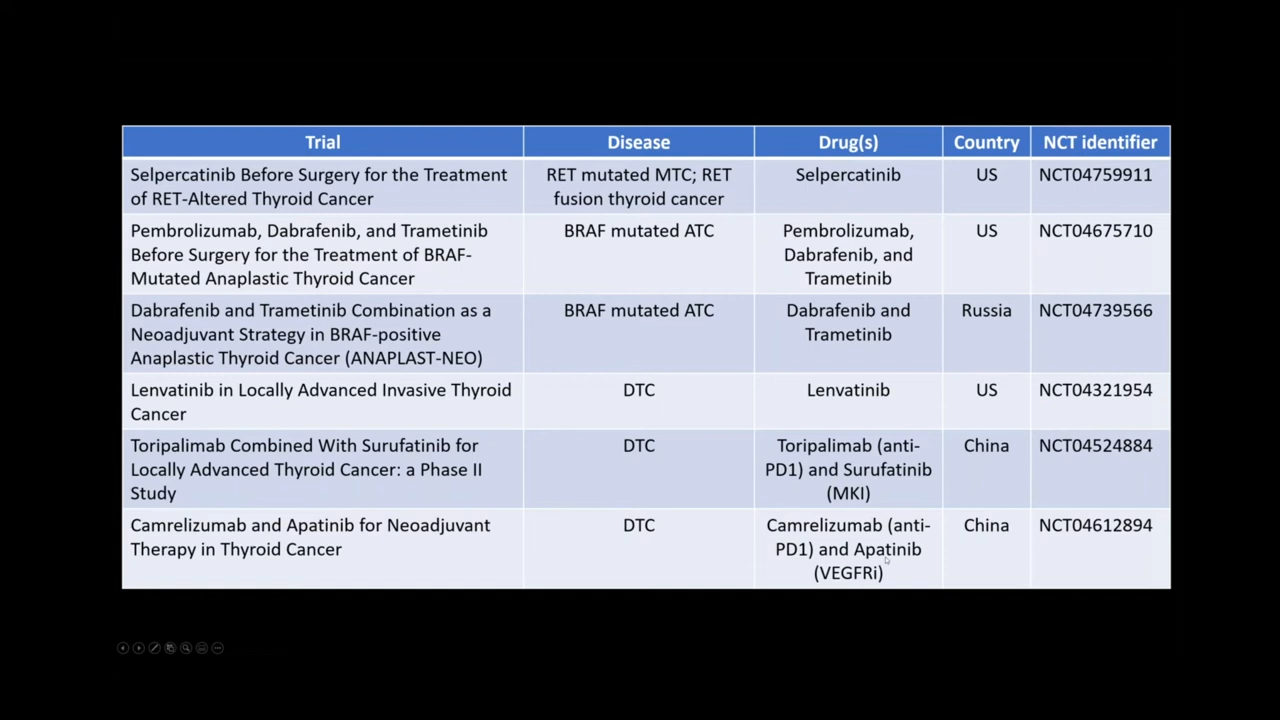 Trial Disease Drug(s) Country NCT identifier
Selpercatinib Before Surgery for the Treatment
of RET-Altered Thyroid Cancer
RET mutated MTC; RET
fusion thyroid cancer
Selpercatinib
US
NCT04759911
Pembrolizumab, Dabrafenib, and Trametinib
Before Surgery for the Treatment of BRAF-
Mutated Anaplastic Thyroid Cancer
BRAF mutated ATC
Pembrolizumab,
Dabrafenib, and
Trametinib
US
NCT04675710
Dabrafenib and Trametinib Combination as a
Neoadjuvant Strategy in BRAF-positive
Anaplastic Thyroid Cancer (ANAPLAST-NEO)
BRAF mutated ATC
Dabrafenib and
Trametinib
Russia
NCT04739566
Lenvatinib in Locally Advanced Invasive Thyroid
Cancer
DTC
Lenvatinib
US
NCT04321954
Toripalimab Combined With Surufatinib for
Locally Advanced Thyroid Cancer: a Phase II
Study
DTC
Toripalimab (anti-
PD1) and Surufatinib
(MKI)
China
NCT04524884
Camrelizumab and Apatinib for Neoadjuvant
Therapy in Thyroid Cancer
DTC
Camrelizumab (anti-
PD1) and Apatinib
(VEGFRi)
China
NCT04612894